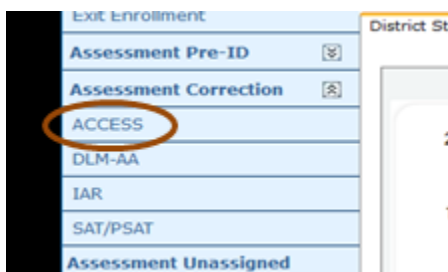 Exit Enrollment
District St
Assessment Pre-ID
Assessment Correction
ACCESS
DLM-AA
IAR
SAT/PSAT
Assessment Unassigned